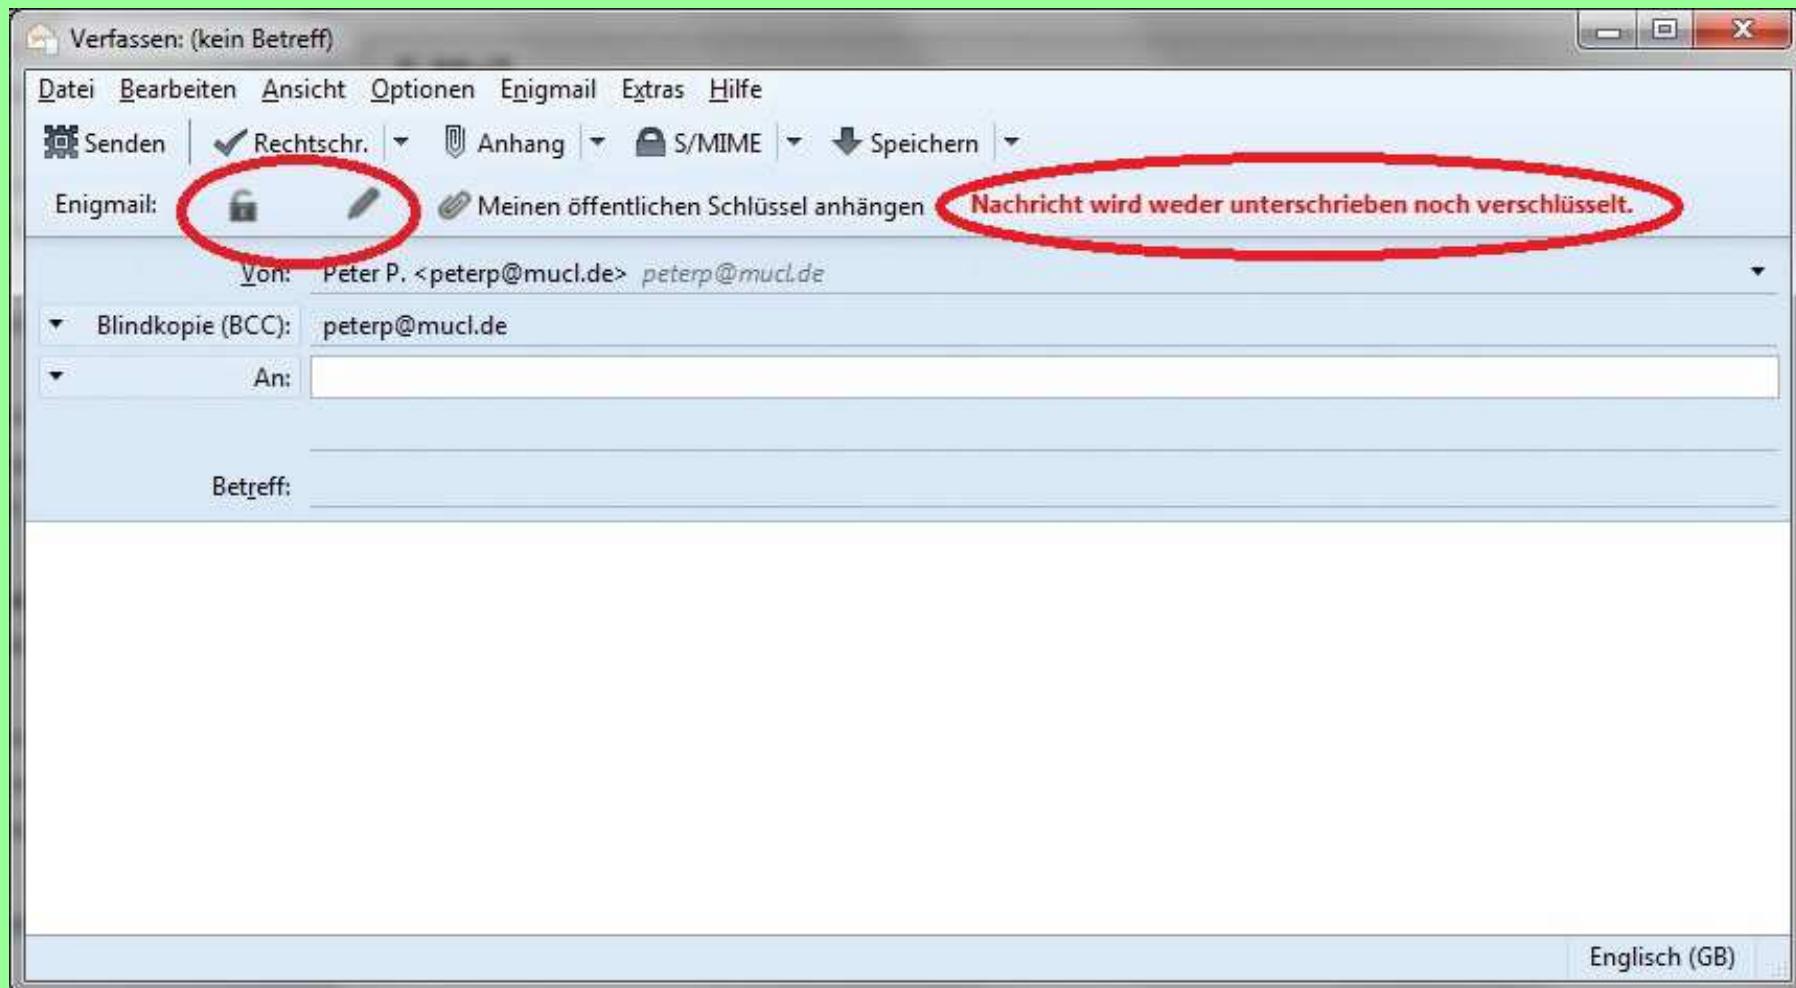 Verfassen: (kein Betreff)
Datei Bearbeiten Ansicht Optionen Enigmail Extras Hilfe
Senden Rechtschr. Anhang S/MIME Speichern
Enigmail: Meinen öffentlichen Schlüssel anhängen Nachricht wird weder unterschrieben noch verschlüsselt.
Von: Peter P. <peterp@mucl.de> peterp@mucl.de
Blindkopie (BCC): peterp@mucl.de
An:
Betreff:
Englisch (GB)